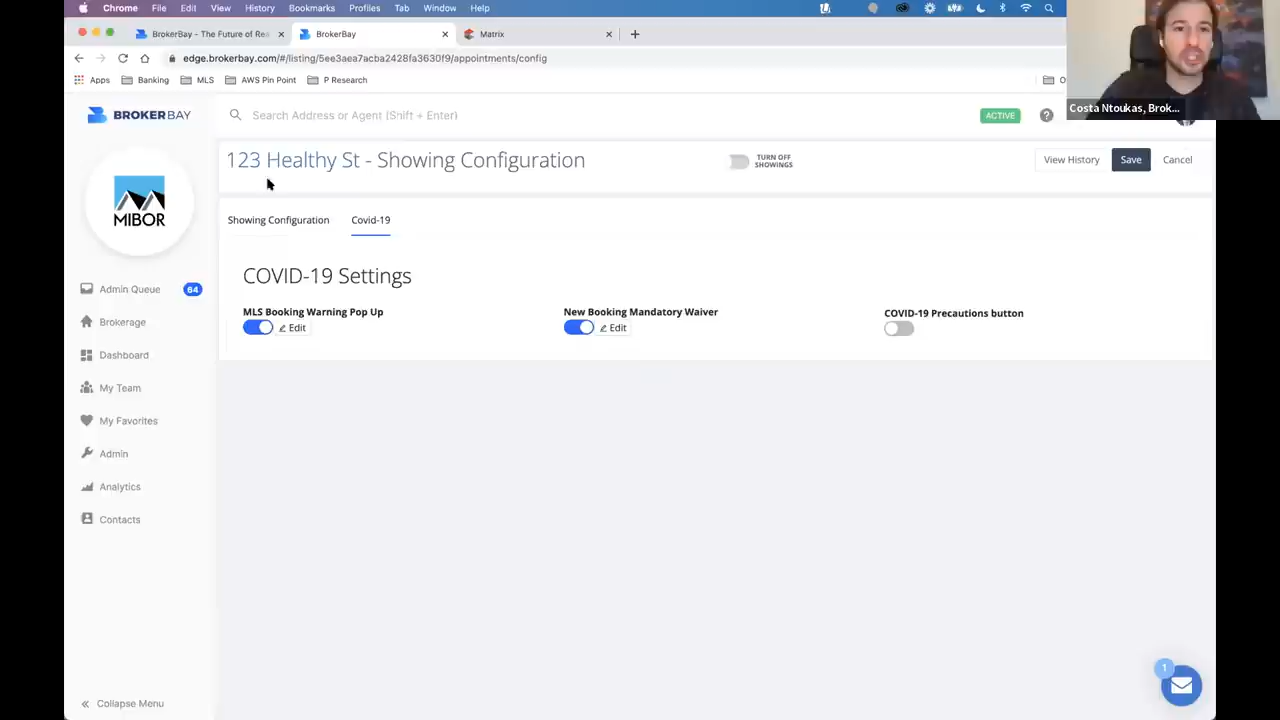 Chrome File Edit View History Bookmarks Profiles Tab Window Help
BrokerBay - The Future of Rea
BrokerBay
Matrix
edge.brokerbay.com/#/listing/5ee3aea7acba2428fa3630f9/appointments/config
Apps Banking MLS AWS Pin Point P Research
BROKERBAY
Search Address or Agent (Shift + Enter)
ACTIVE
Costa Ntoukas, Brok...
123 Healthy St - Showing Configuration
TURN OFF
SHOWINGS
View History Save Cancel
MIBOR
Showing Configuration Covid-19
COVID-19 Settings
MLS Booking Warning Pop Up
Edit
New Booking Mandatory Waiver
Edit
COVID-19 Precautions button
Admin Queue 64
Brokerage
Dashboard
My Team
My Favorites
Admin
Analytics
Contacts
1
Collapse Menu